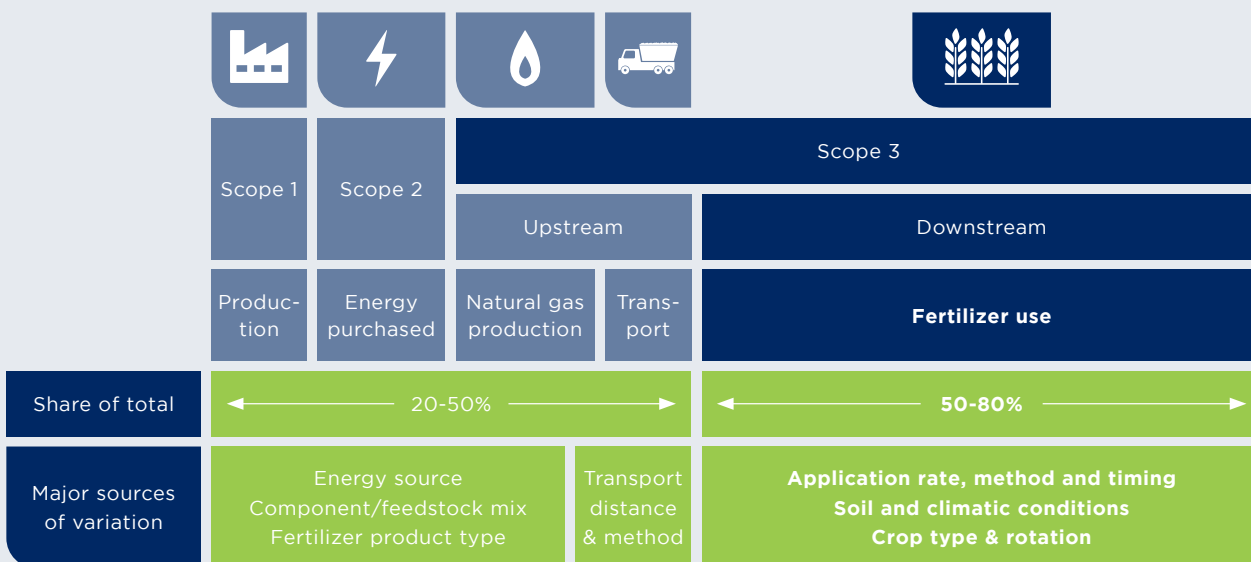 Scope 3
Scope 1
Scope 2
Upstream
Downstream
Produc-
tion
Energy
purchased
Natural gas
production
Trans-
port
Fertilizer use
Share of total
20-50%
50-80%
Major sources
of variation
Energy source
Component/feedstock mix
Fertilizer product type
Transport
distance
& method
Application rate, method and timing
Soil and climatic conditions
Crop type & rotation